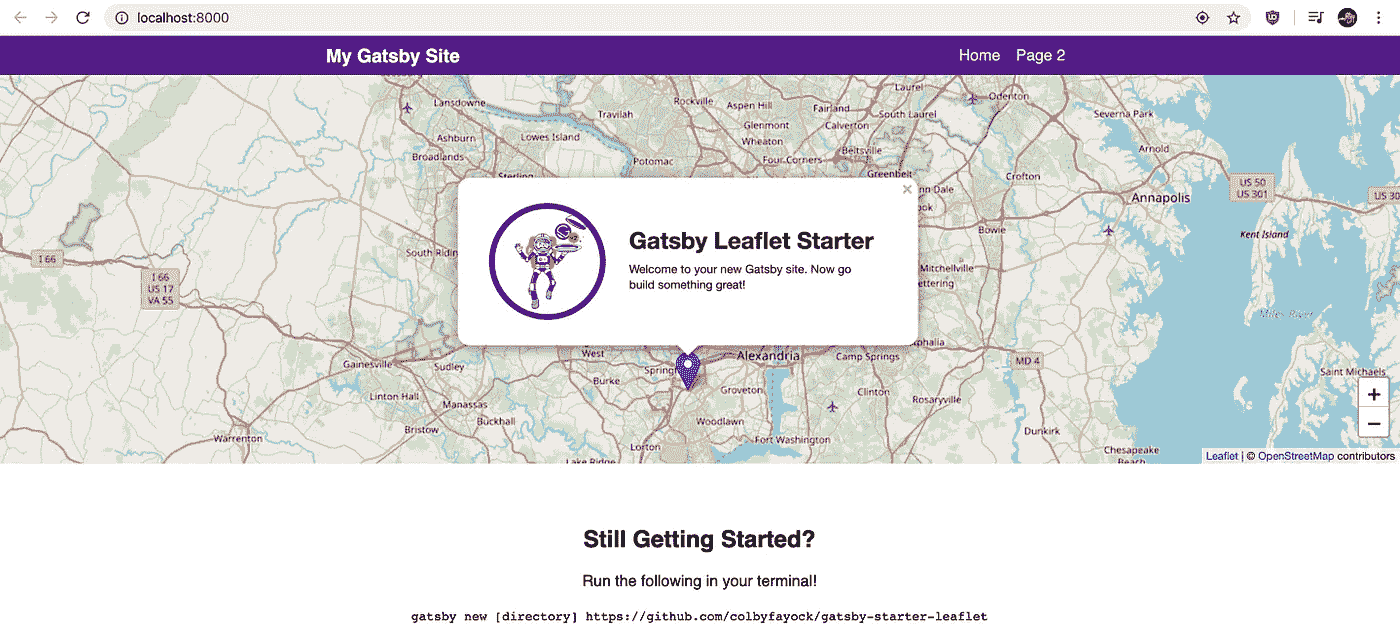 localhost:8000
My Gatsby Site
Home
Page 2
Lansdowne
Rockville
Aspen Hill
Laurel
Odenton
Travilah
Fairland
South Laurel
Severna Park
Ashburn
Lowes Island
Glenmont
Calverton
Wheaton
Beltsville
Arnold
Broadlands
Potomac
Four Corners
Sterling
Greenbelt
Crofton
US 50
US 301
Annapolis
Bowie
Kent Island
South Riding
I 66
Mitchellville
I 66
US 17
VA 55
Gatsby Leaflet Starter
Welcome to your new Gatsby site. Now go
build something great!
Miles River
Gainesville
Sudley
West
Alexandria
Camp Springs
MD 4
Burke
Groveton
Clinton
Rosaryville
Saint Michaels
Linton Hall
Manassas
Buckhall
Woodlawn
Bristow
Warrenton
Lorton
Fort Washington
Dunkirk
Chesapeake
Beach
Lake Ridge
+
−
Leaflet | © OpenStreetMap contributors
Still Getting Started?
Run the following in your terminal!
gatsby new [directory] https://github.com/colbyfayock/gatsby-starter-leaflet